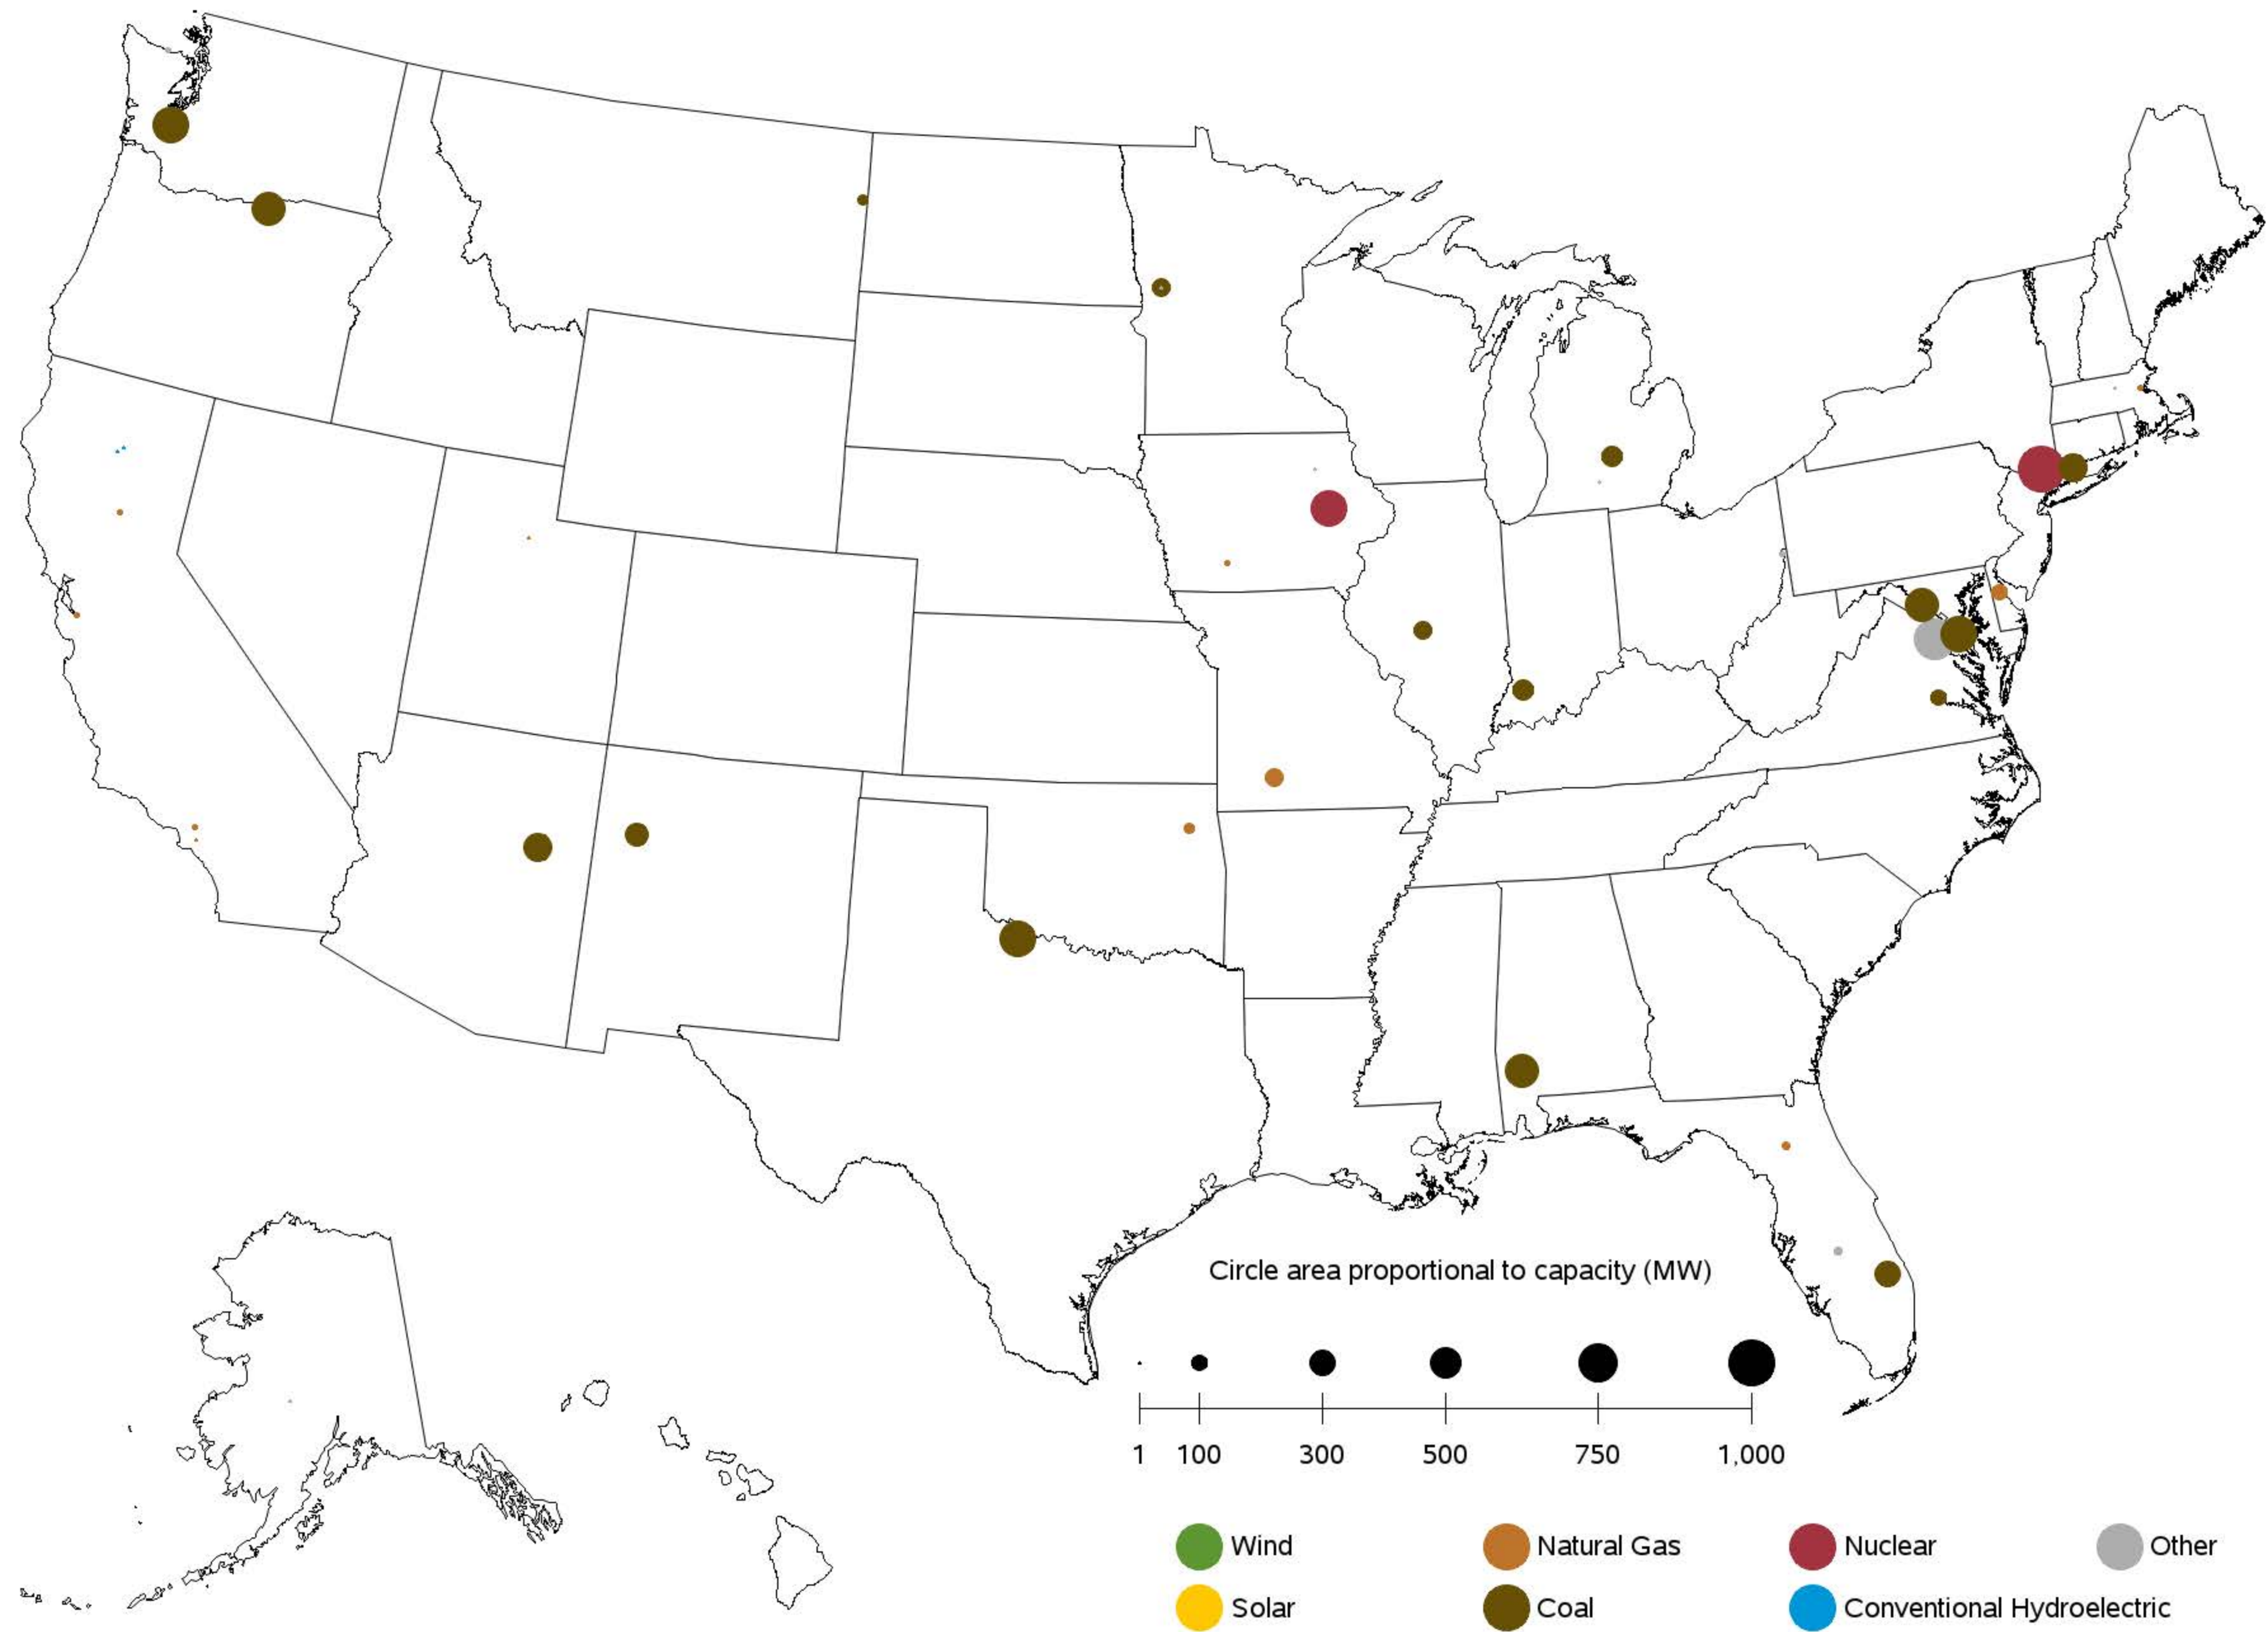 Circle area proportional to capacity (MW)
1 100 300 500 750 1,000
Wind Natural Gas Nuclear Other
Solar Coal Conventional Hydroelectric